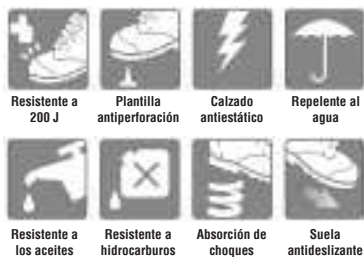 Resistente a
200 J
Plantilla
antiperforación
Calzado
antiestático
Repelente al
agua
Resistente a
los aceites
Resistente a
hidrocarburos
Absorción de
choques
Suela
antideslizante